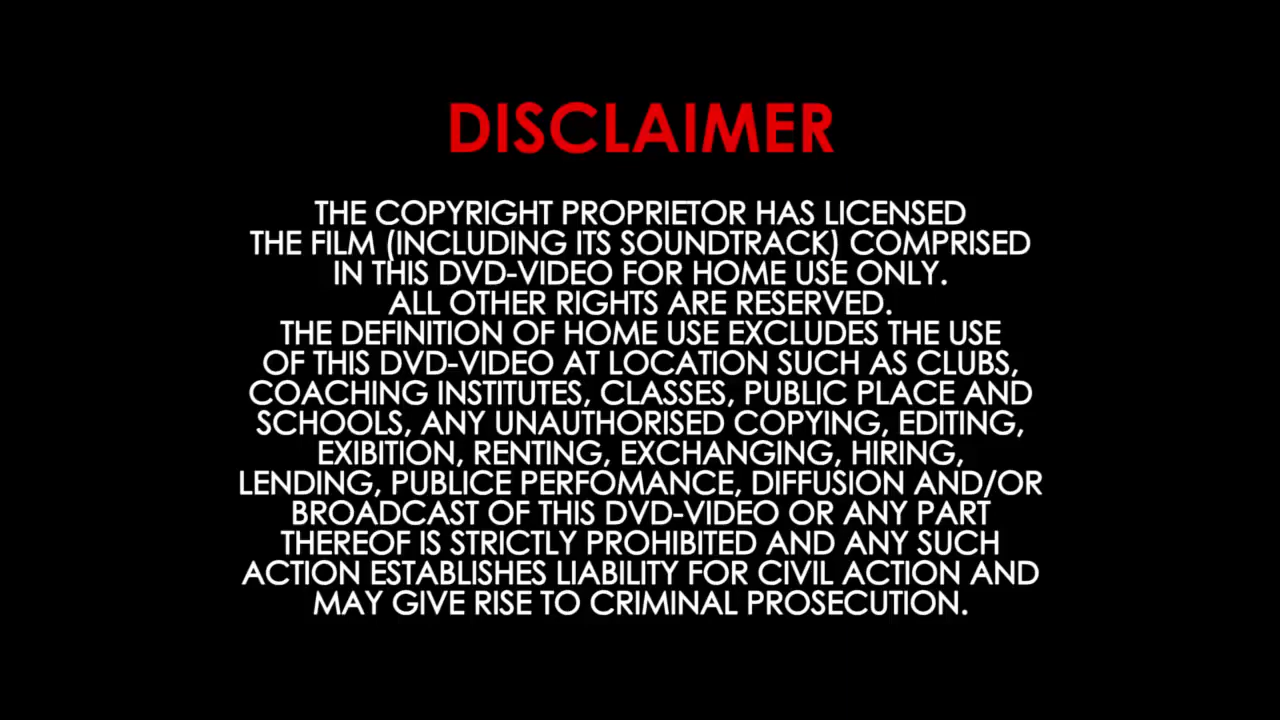 DISCLAIMER
THE COPYRIGHT PROPRIETOR HAS LICENSED
THE FILM (INCLUDING ITS SOUNDTRACK) COMPRISED
IN THIS DVD-VIDEO FOR HOME USE ONLY.
ALL OTHER RIGHTS ARE RESERVED.
THE DEFINITION OF HOME USE EXCLUDES THE USE
OF THIS DVD-VIDEO AT LOCATION SUCH AS CLUBS,
COACHING INSTITUTES, CLASSES, PUBLIC PLACE AND
SCHOOLS, ANY UNAUTHORISED COPYING, EDITING,
EXIBITION, RENTING, EXCHANGING, HIRING,
LENDING, PUBLICE PERFOMANCE, DIFFUSION AND/OR
BROADCAST OF THIS DVD-VIDEO OR ANY PART
THEREOF IS STRICTLY PROHIBITED AND ANY SUCH
ACTION ESTABLISHES LIABILITY FOR CIVIL ACTION AND
MAY GIVE RISE TO CRIMINAL PROSECUTION.